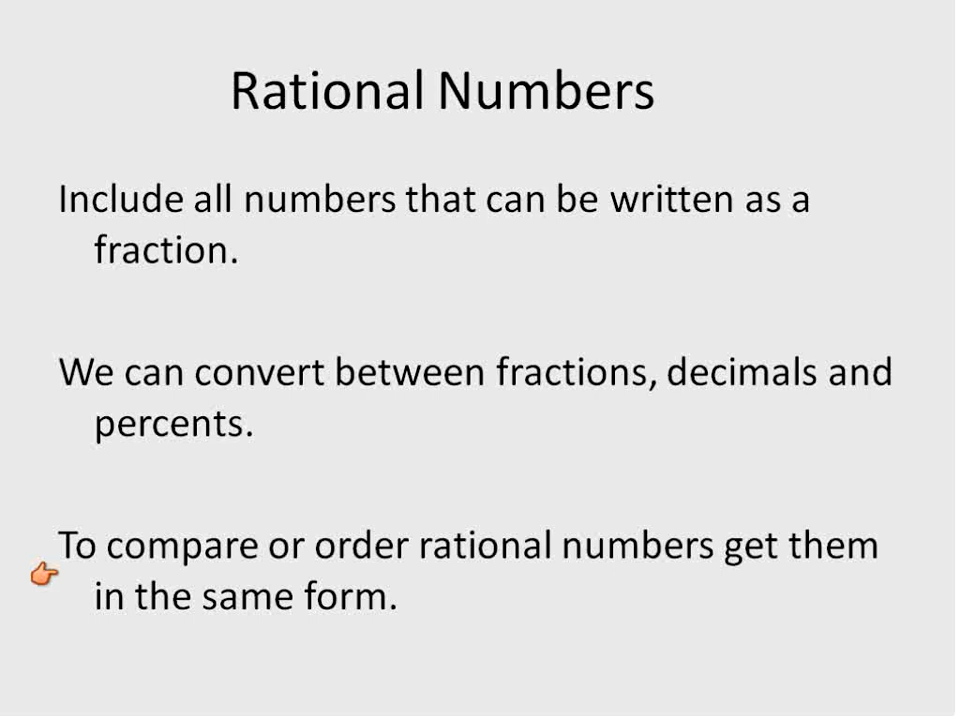 Rational Numbers
Include all numbers that can be written as a
fraction.
We can convert between fractions, decimals and
percents.
To compare or order rational numbers get them
in the same form.